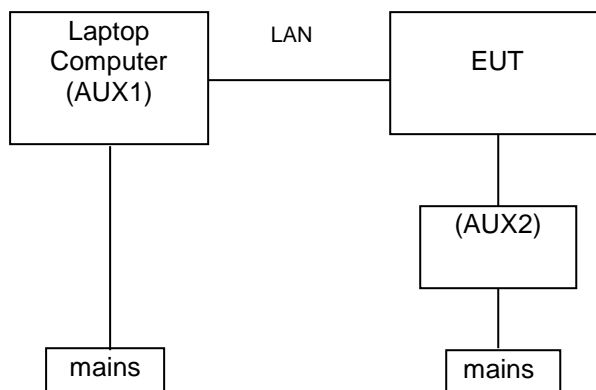 Laptop
Computer
(AUX1)
LAN
EUT
(AUX2)
mains
mains